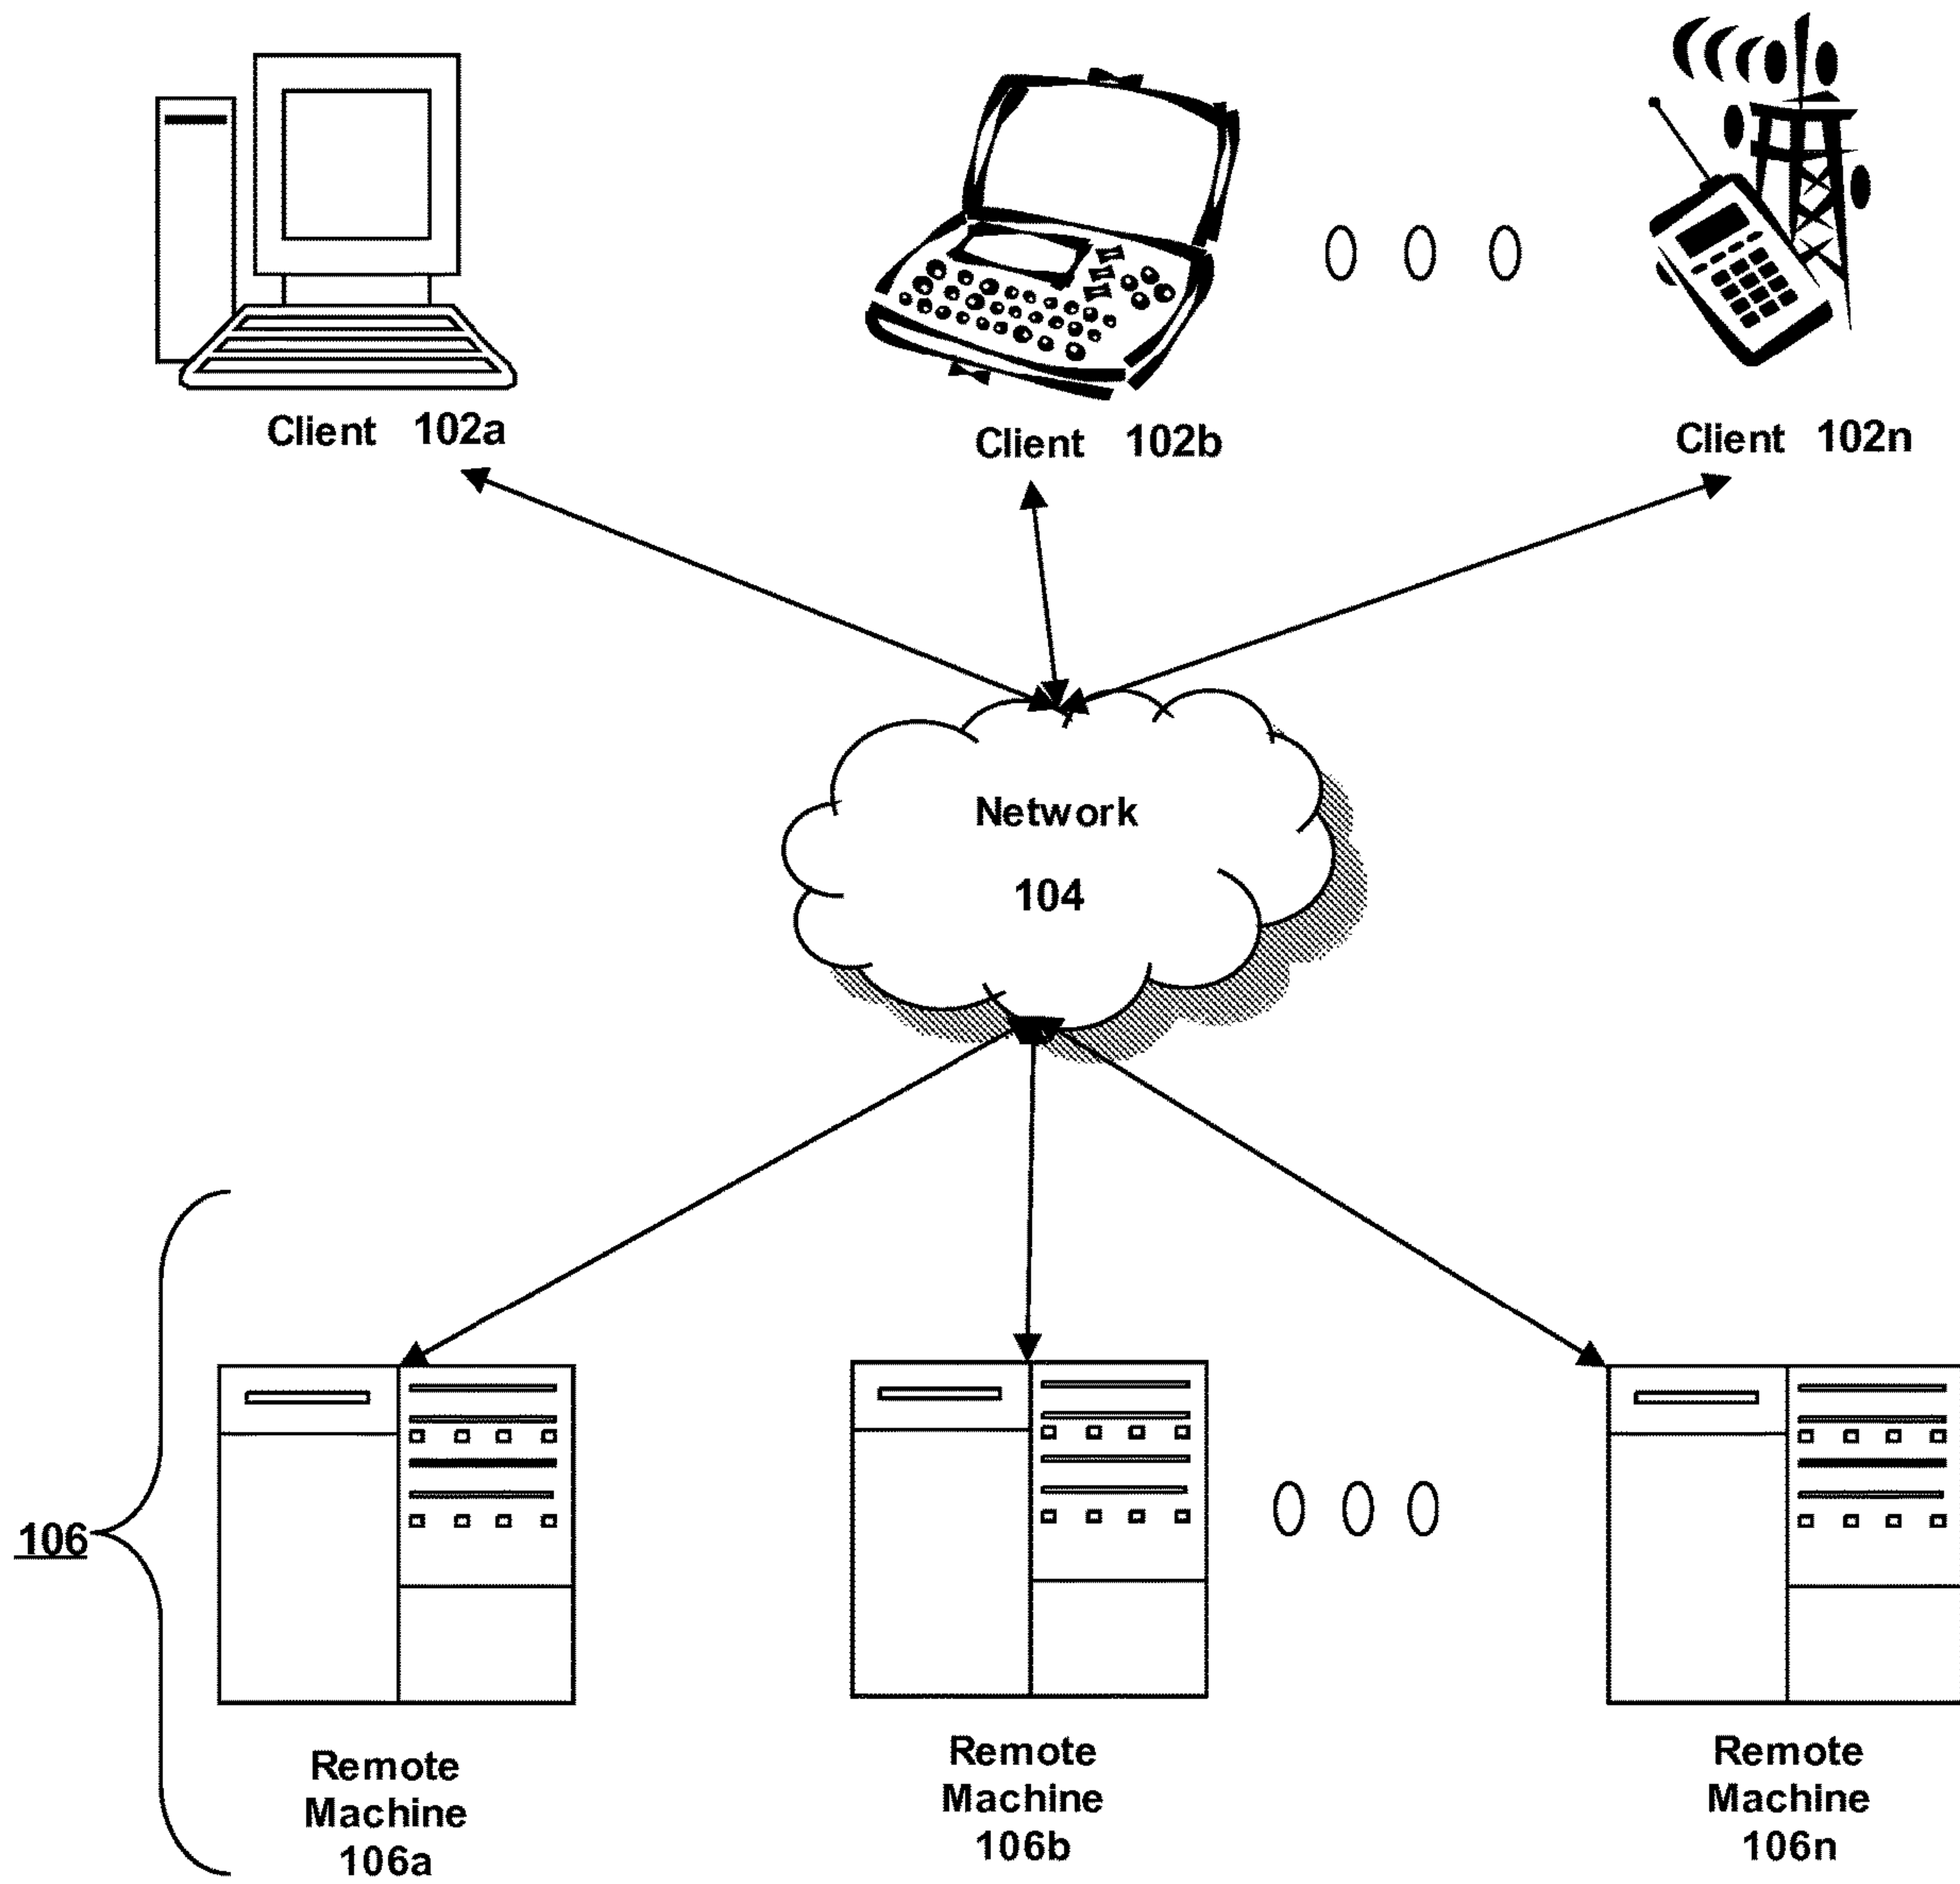 Client 102a
Client 102b
Client 102n
Network
104
106
Remote
Machine
106a
Remote
Machine
106b
Remote
Machine
106n